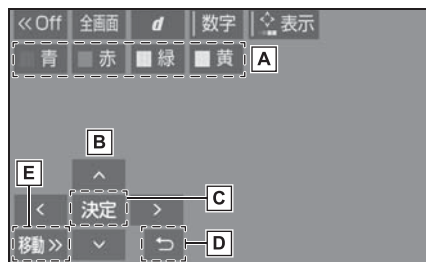 <<Off 全画面 d 数字 表示
青 赤 緑 黄 A
B
E
< 決定 > C
移動>> D